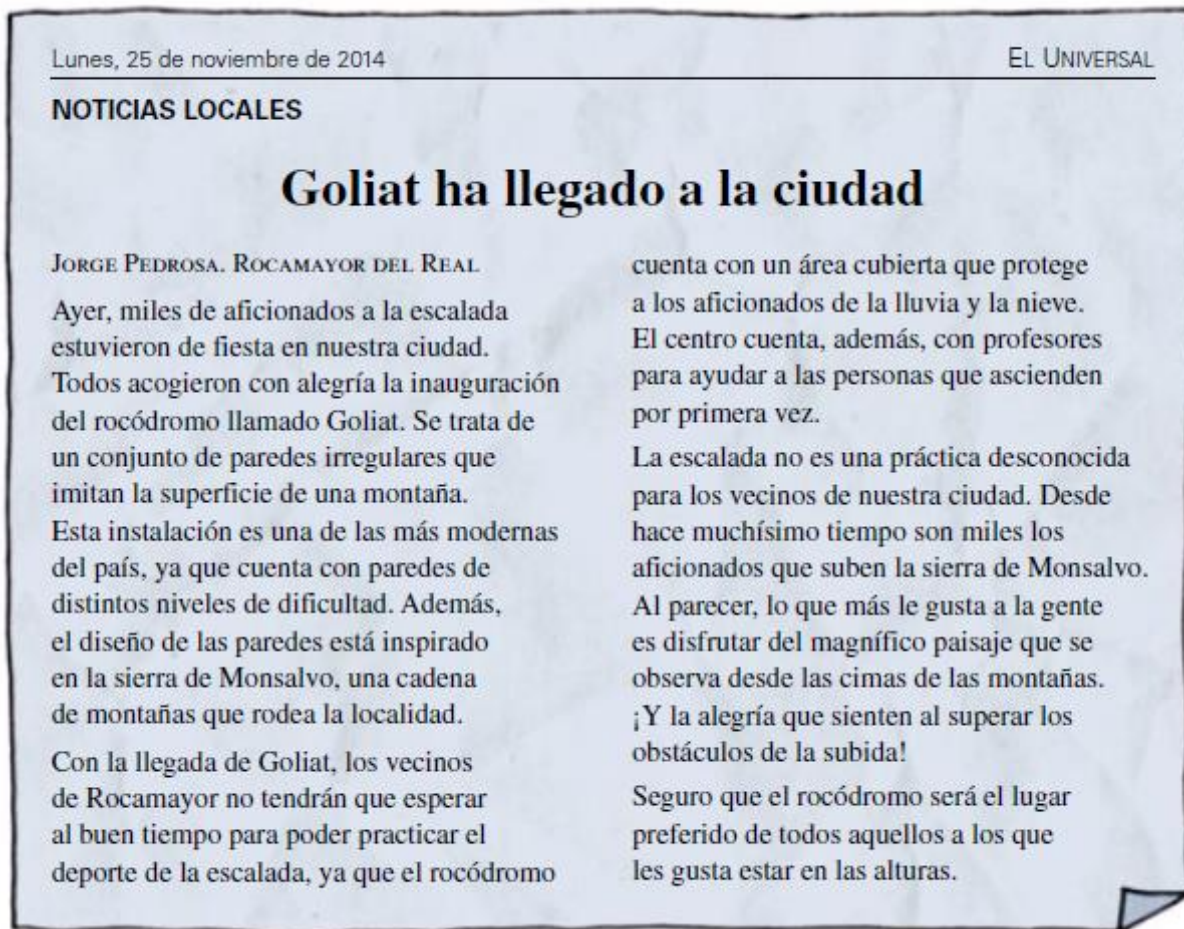 Lunes, 25 de noviembre de 2014
EL UNIVERSAL
NOTICIAS LOCALES
Goliat ha llegado a la ciudad
JORGE PEDROSA. ROCAMAYOR DEL REAL
Ayer, miles de aficionados a la escalada
estuvieron de fiesta en nuestra ciudad.
Todos acogieron con alegría la inauguración
del rocódromo llamado Goliat. Se trata de
un conjunto de paredes irregulares que
imitan la superficie de una montaña.
Esta instalación es una de las más modernas
del país, ya que cuenta con paredes de
distintos niveles de dificultad. Además,
el diseño de las paredes está inspirado
en la sierra de Monsalvo, una cadena
de montañas que rodea la localidad.
Con la llegada de Goliat, los vecinos
de Rocamayor no tendrán que esperar
al buen tiempo para poder practicar el
deporte de la escalada, ya que el rocódromo
cuenta con un área cubierta que protege
a los aficionados de la lluvia y la nieve.
El centro cuenta, además, con profesores
para ayudar a las personas que ascienden
por primera vez.
La escalada no es una práctica desconocida
para los vecinos de nuestra ciudad. Desde
hace muchísimo tiempo son miles los
aficionados que suben la sierra de Monsalvo.
Al parecer, lo que más le gusta a la gente
es disfrutar del magnífico paisaje que se
observa desde las cimas de las montañas.
¡Y la alegría que sienten al superar los
obstáculos de la subida!
Seguro que el rocódromo será el lugar
preferido de todos aquellos a los que
les gusta estar en las alturas.